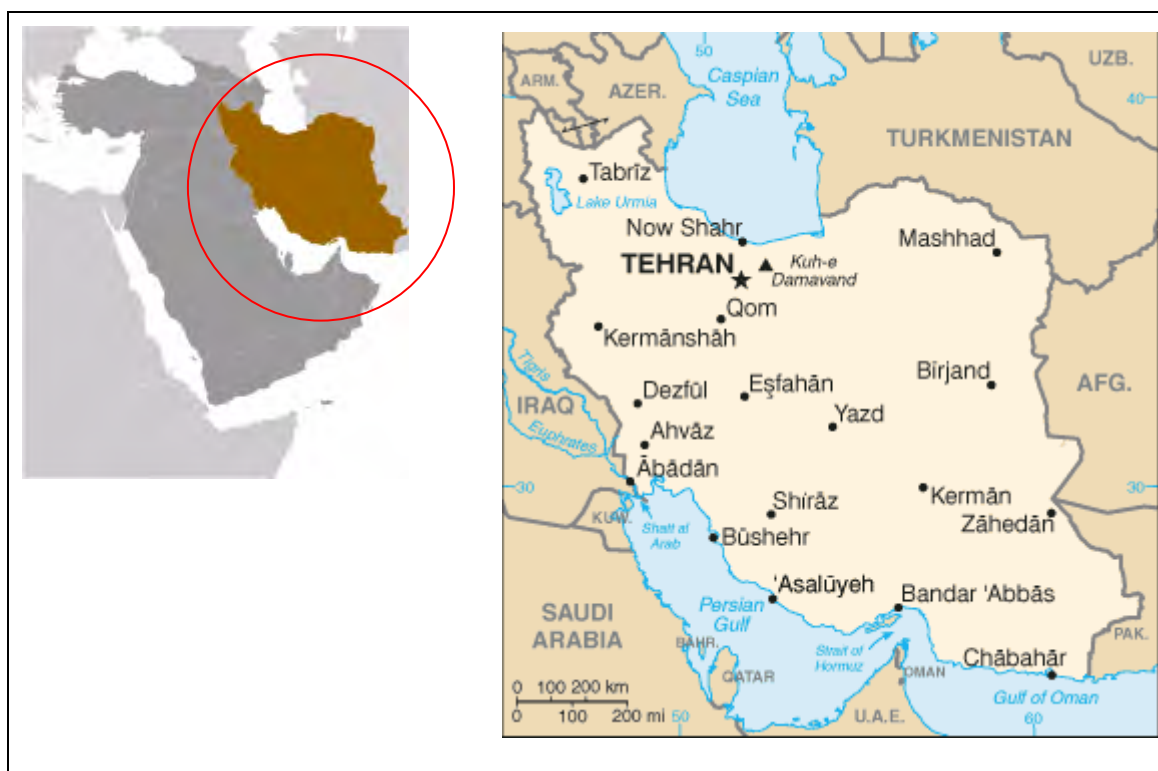 50
Caspian
Sea
UZB.
ARM.
AZER.
40
TURKMENISTAN
Tabrīz
Lake Urmia
Now Shahr
Mashhad
TEHRAN
Kuh-e
Damavand
Qom
Kermānshāh
Tigris
Bīrjand
AFG.
Dezfūl
Eşfahān
IRAQ
Yazd
Euphrates
Ahvāz
Ābādān
30
Kermān
30
Shīrāz
Zāhedān
KUW.
Shatt al
Arab
Būshehr
'Asalūyeh
Bandar 'Abbās
SAUDI
ARABIA
Persian
Gulf
PAK.
BAHR.
Strait of
Hormuz
Chābahār
QATAR
OMAN
Gulf of Oman
0 100 200 km
0 100 200 mi
50
U.A.E.
60